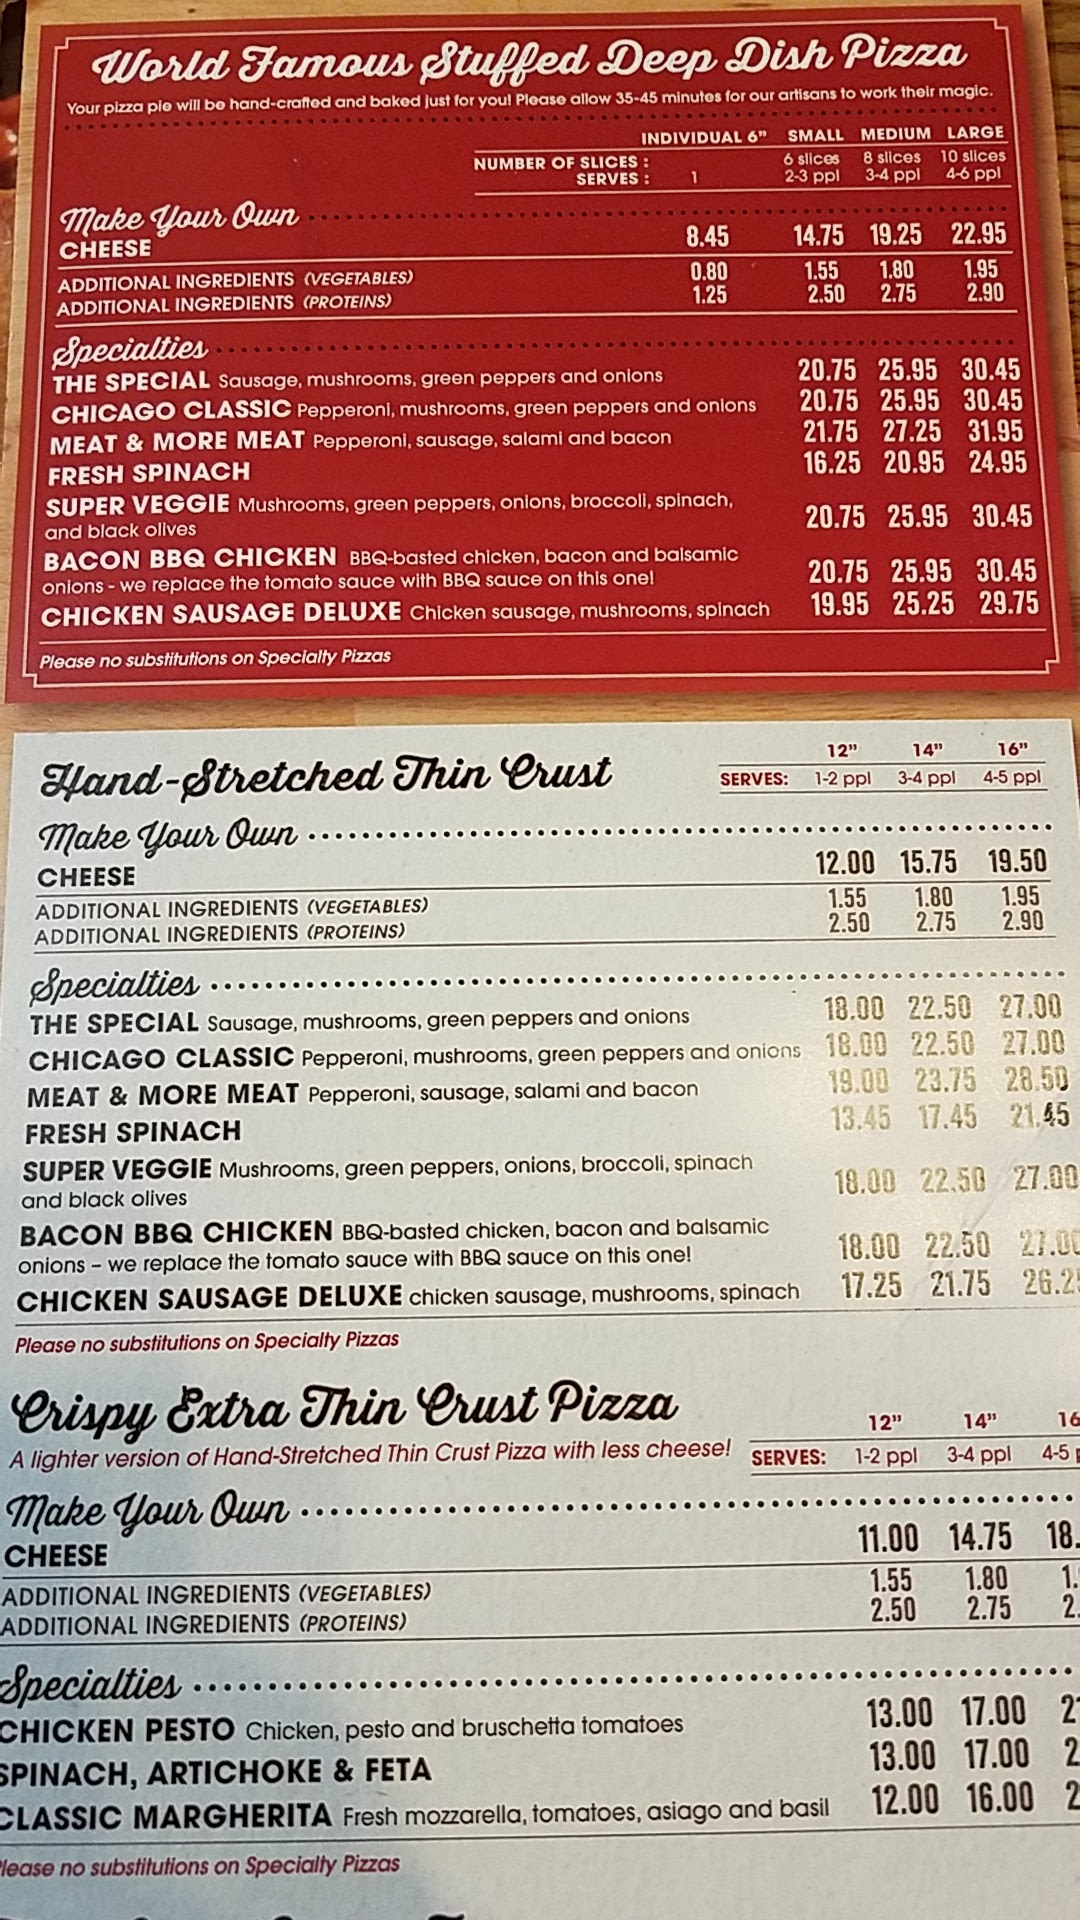 World Famous Stuffed Deep Dish Pizza
Your pizza pie will be hand-crafted and baked just for you! Please allow 35-45 minutes for our artisans to work their magic.
INDIVIDUAL 6" SMALL MEDIUM LARGE
NUMBER OF SLICES : 6 slices 8 slices 10 slices
SERVES : 1 2-3 ppl 3-4 ppl 4-6 ppl
Make Your Own
CHEESE 8.45 14.75 19.25 22.95
ADDITIONAL INGREDIENTS (VEGETABLES) 0.80 1.55 1.80 1.95
ADDITIONAL INGREDIENTS (PROTEINS) 1.25 2.50 2.75 2.90
Specialties
THE SPECIAL Sausage, mushrooms, green peppers and onions 20.75 25.95 30.45
CHICAGO CLASSIC Pepperoni, mushrooms, green peppers and onions 20.75 25.95 30.45
MEAT & MORE MEAT Pepperoni, sausage, salami and bacon 21.75 27.25 31.95
FRESH SPINACH 16.25 20.95 24.95
SUPER VEGGIE Mushrooms, green peppers, onions, broccoli, spinach,
and black olives 20.75 25.95 30.45
BACON BBQ CHICKEN BBQ-basted chicken, bacon and balsamic
onions - we replace the tomato sauce with BBQ sauce on this one! 20.75 25.95 30.45
CHICKEN SAUSAGE DELUXE Chicken sausage, mushrooms, spinach 19.95 25.25 29.75
Please no substitutions on Specialty Pizzas
Hand-Stretched Thin Crust 12" 14" 16"
SERVES: 1-2 ppl 3-4 ppl 4-5 ppl
Make Your Own
CHEESE 12.00 15.75 19.50
ADDITIONAL INGREDIENTS (VEGETABLES) 1.55 1.80 1.95
ADDITIONAL INGREDIENTS (PROTEINS) 2.50 2.75 2.90
Specialties
THE SPECIAL Sausage, mushrooms, green peppers and onions 18.00 22.50 27.00
CHICAGO CLASSIC Pepperoni, mushrooms, green peppers and onions 18.00 22.50 27.00
MEAT & MORE MEAT Pepperoni, sausage, salami and bacon 19.00 23.75 28.50
FRESH SPINACH 13.45 17.45 21.45
SUPER VEGGIE Mushrooms, green peppers, onions, broccoli, spinach
and black olives 18.00 22.50 27.00
BACON BBQ CHICKEN BBQ-basted chicken, bacon and balsamic
onions – we replace the tomato sauce with BBQ sauce on this one! 18.00 22.50 27.00
CHICKEN SAUSAGE DELUXE chicken sausage, mushrooms, spinach 17.25 21.75
Please no substitutions on Specialty Pizzas
Crispy Extra Thin Crust Pizza 12" 14" 16
A lighter version of Hand-Stretched Thin Crust Pizza with less cheese! SERVES: 1-2 ppl 3-4 ppl 4-5
Make Your Own
CHEESE 11.00 14.75 18.
ADDITIONAL INGREDIENTS (VEGETABLES) 1.55 1.80 1.
ADDITIONAL INGREDIENTS (PROTEINS) 2.50 2.75 2.
Specialties
CHICKEN PESTO Chicken, pesto and bruschetta tomatoes 13.00 17.00
SPINACH, ARTICHOKE & FETA 13.00 17.00
CLASSIC MARGHERITA Fresh mozzarella, tomatoes, asiago and basil 12.00 16.00
Please no substitutions on Specialty Pizzas